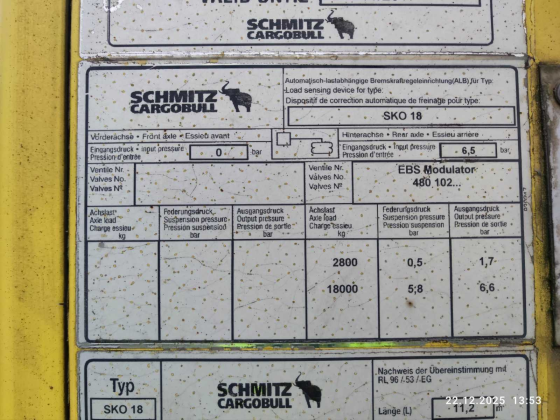 VALID UNTIL
SCHMITZ
CARGOBULL
SCHMITZ
CARGOBULL
Automatisch-lastabhängige Bremskraftregeleinrichtung(ALB) für Typ:
Load sensing device for type:
Dispositif de correction automatique de freinage pour type:
SKO 18
Vorderachse • Front axle • Essieu avant
Hinterachse • Rear axle • Essieu arrière
Eingangsdruck • Input pressure
Pression d'entrée
0
bar
Eingangsdruck • Input pressure
Pression d'entrée
6,5
bar
Ventile Nr.
Valves No.
Valves Nº
Ventile Nr.
Valves No.
Valves Nº
EBS Modulator
480 102...
Achslast
Axle load
Charge essieu
kg
Federungsdruck
Suspension pressure
Pression suspension
bar
Ausgangsdruck
Output pressure
Pression de sortie
bar
Achslast
Axle load
Charge essieu
kg
Federungsdruck
Suspension pressure
Pression suspension
bar
Ausgangsdruck
Output pressure
Pression de sortie
bar
2800 0,5 1,7
18000 5,8 6,6
Typ
SKO 18
SCHMITZ
CARGOBULL
Nachweis der Übereinstimmung mit
RL 96 / 53 / EG
Länge (L)
11,2
m
22.12.2025 13:53